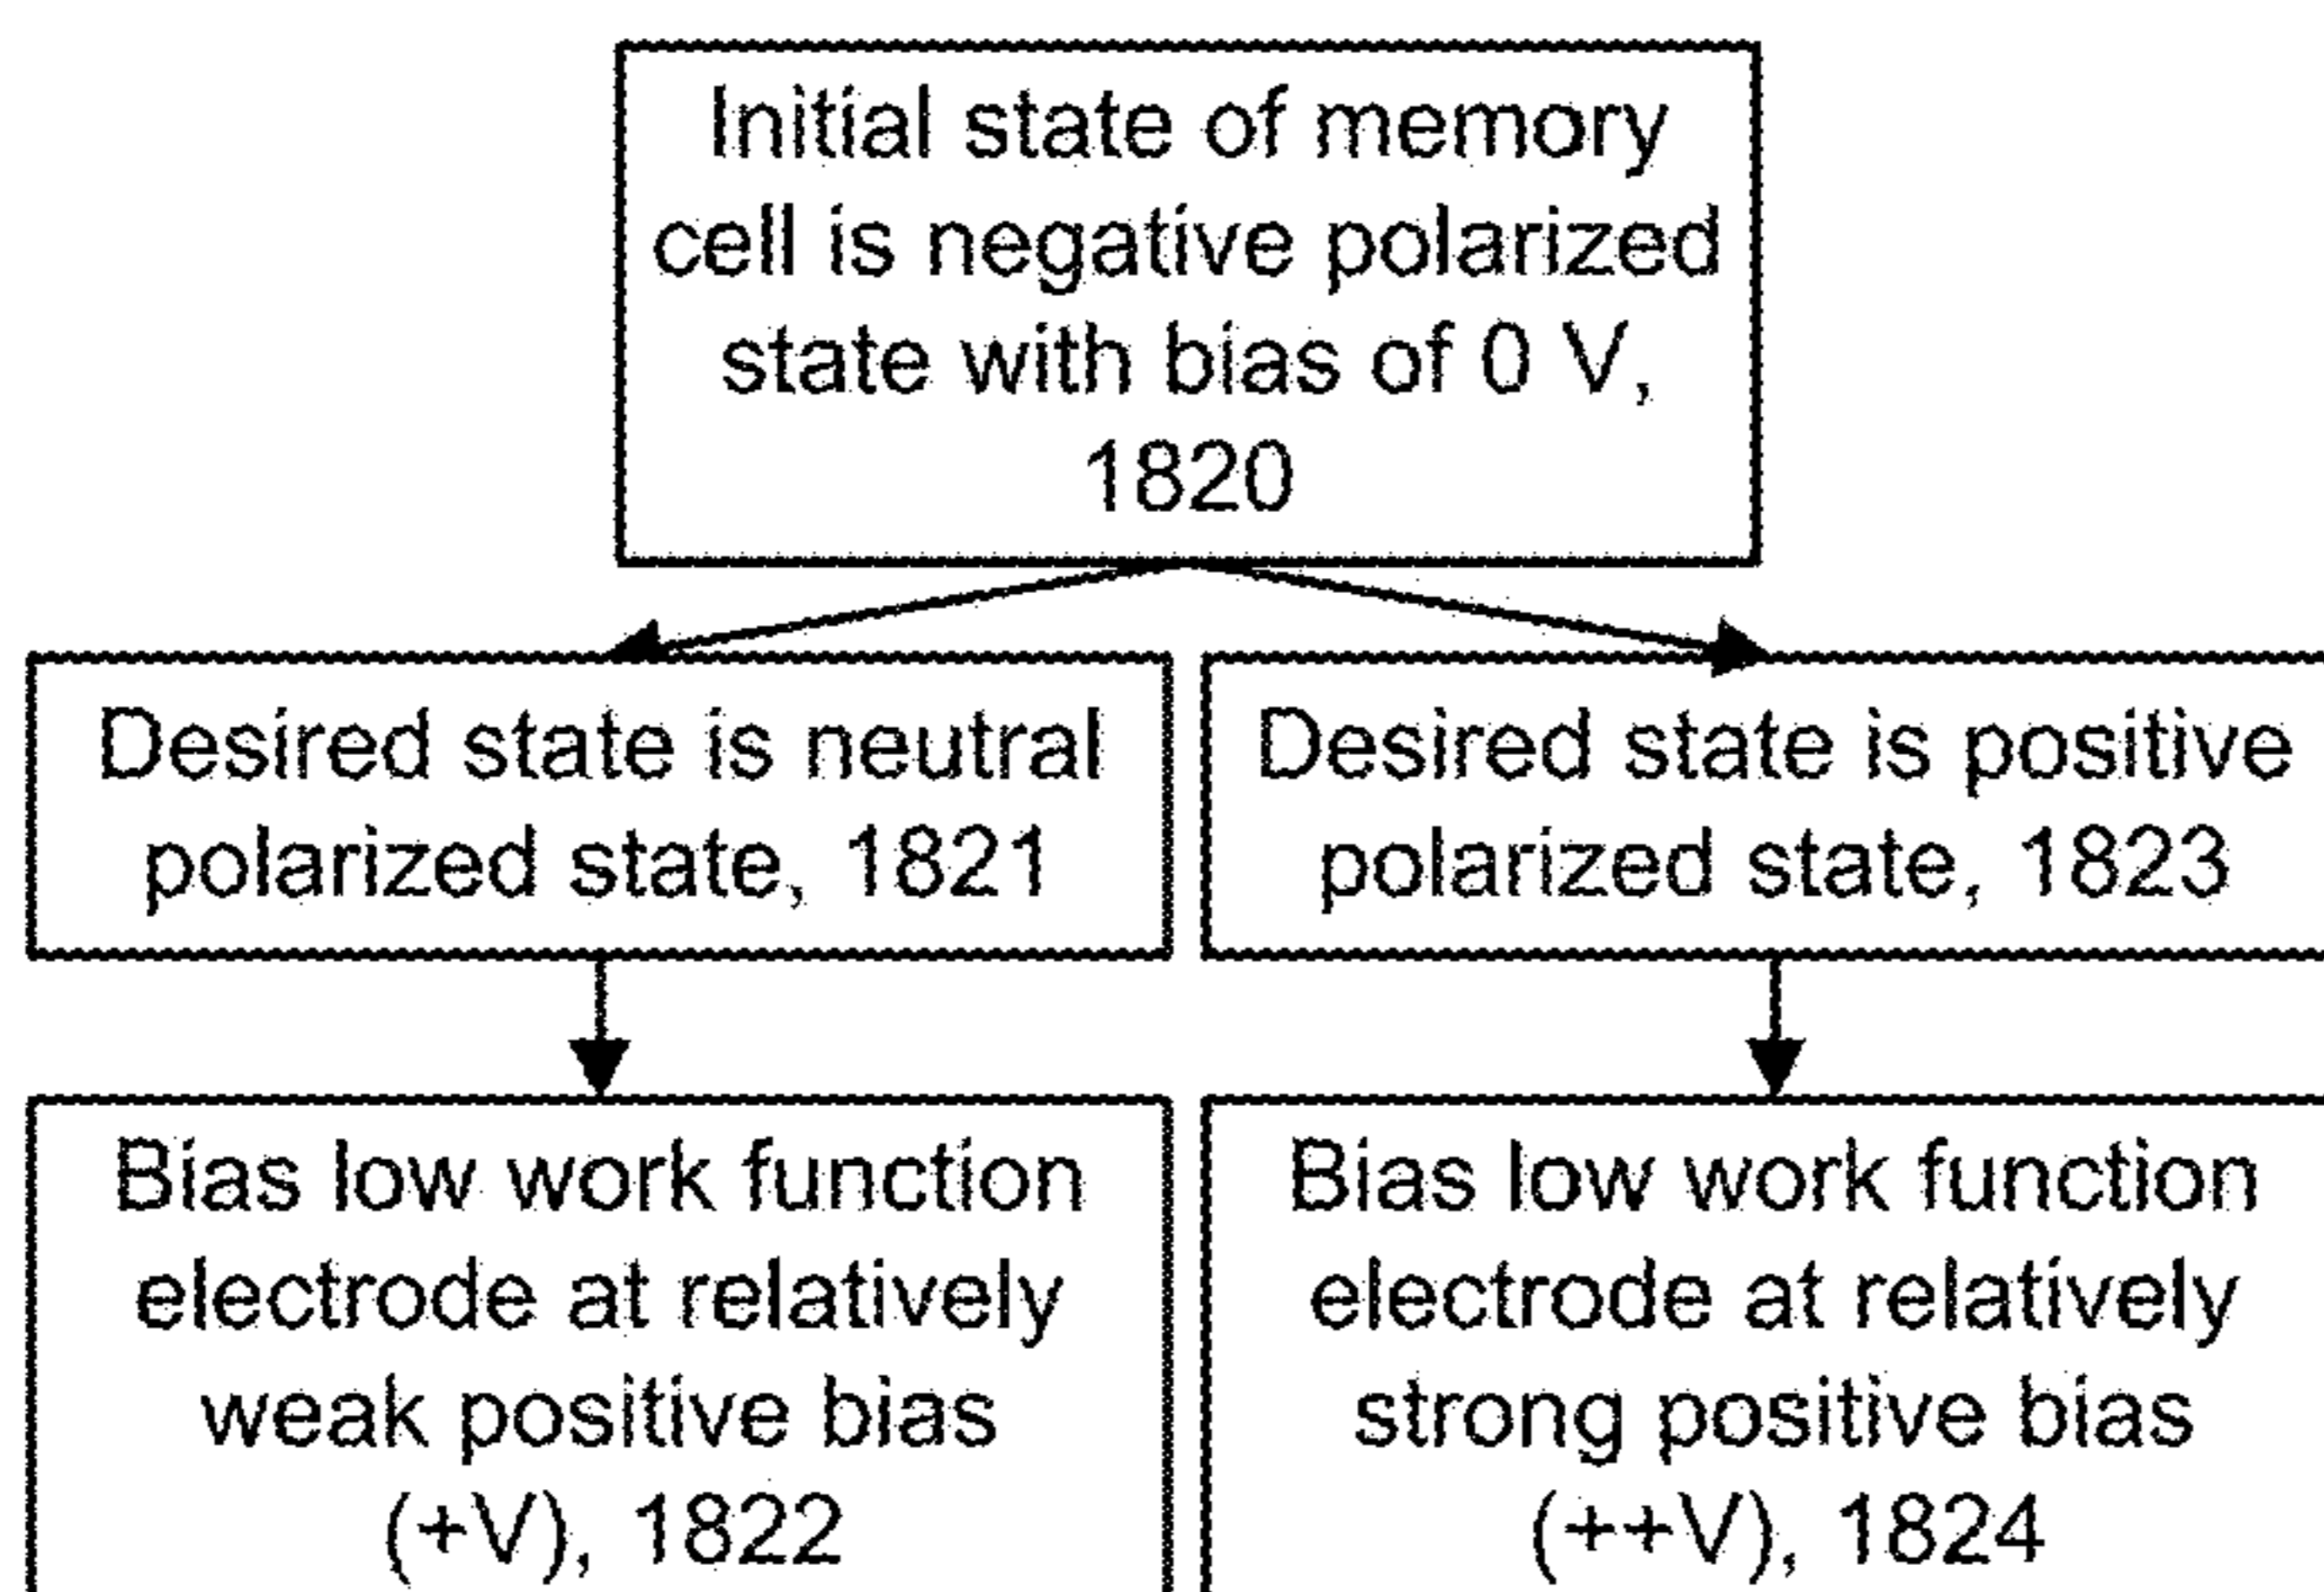 Initial state of memory
cell is negative polarized
state with bias of 0 V,
1820
Desired state is neutral
polarized state, 1821
Desired state is positive
polarized state, 1823
Bias low work function
electrode at relatively
weak positive bias
(+V), 1822
Bias low work function
electrode at relatively
strong positive bias
(++V), 1824